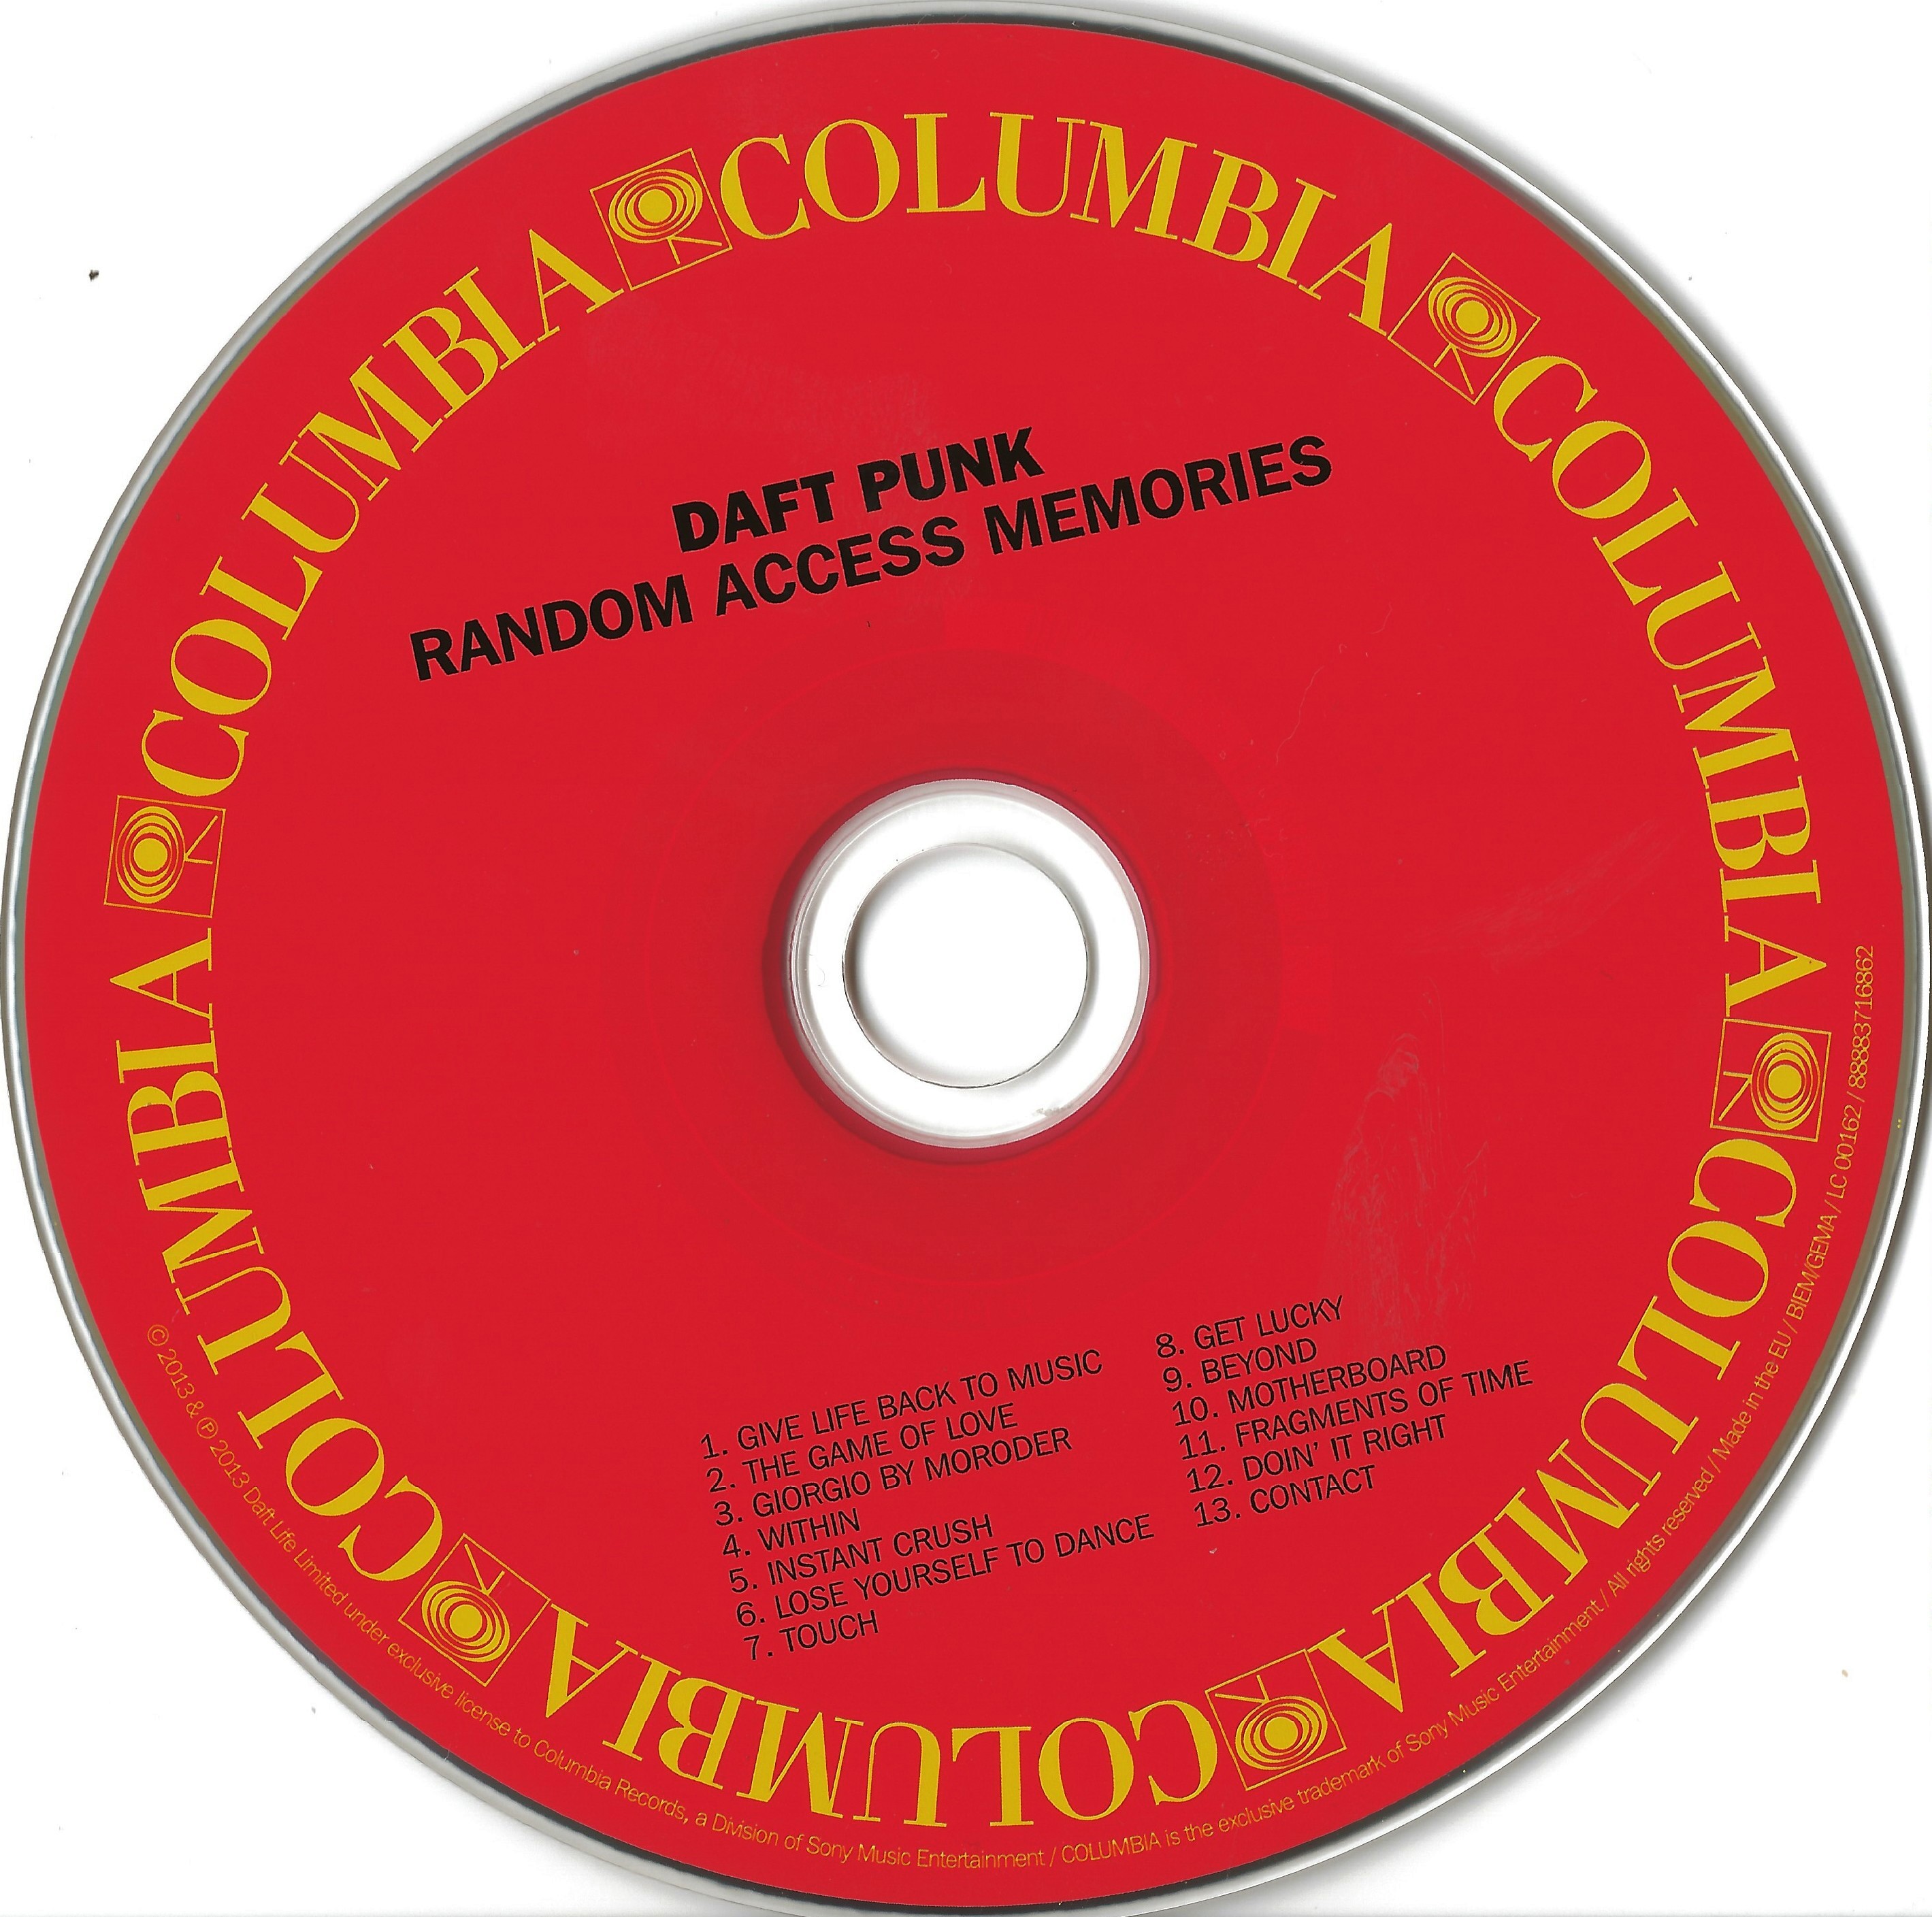 COLUMBIA
COLUMBIA
COLUMBIA
COLUMBIA
COLUMBIA
COLUMBIA
DAFT PUNK
RANDOM ACCESS MEMORIES
1. GIVE LIFE BACK TO MUSIC
2. THE GAME OF LOVE
3. GIORGIO BY MORODER
4. WITHIN
5. INSTANT CRUSH
6. LOSE YOURSELF TO DANCE
7. TOUCH
8. GET LUCKY
9. BEYOND
10. MOTHERBOARD
11. FRAGMENTS OF TIME
12. DOIN' IT RIGHT
13. CONTACT
© 2013 & ℗ 2013 Daft Life Limited under exclusive license to Columbia Records, a Division of Sony Music Entertainment / COLUMBIA is the exclusive trademark of Sony Music Entertainment / All rights reserved / Made in the EU / BIEM/GEMA / LC 00162 / 88883716862